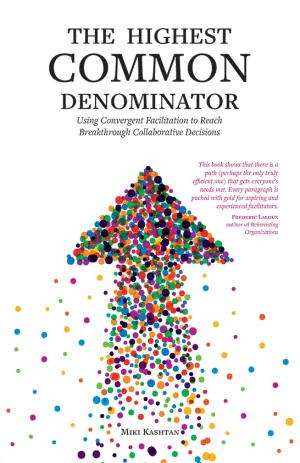 THE HIGHEST
COMMON
DENOMINATOR
Using Convergent Facilitation to Reach
Breakthrough Collaborative Decisions
This book shows that there is a
path (perhaps the only truly
efficient one) that gets everyone's
needs met. Every paragraph is
packed with gold for aspiring and
experienced facilitators.
Frederic Laloux
author of Reinventing
Organizations
Miki Kashtan